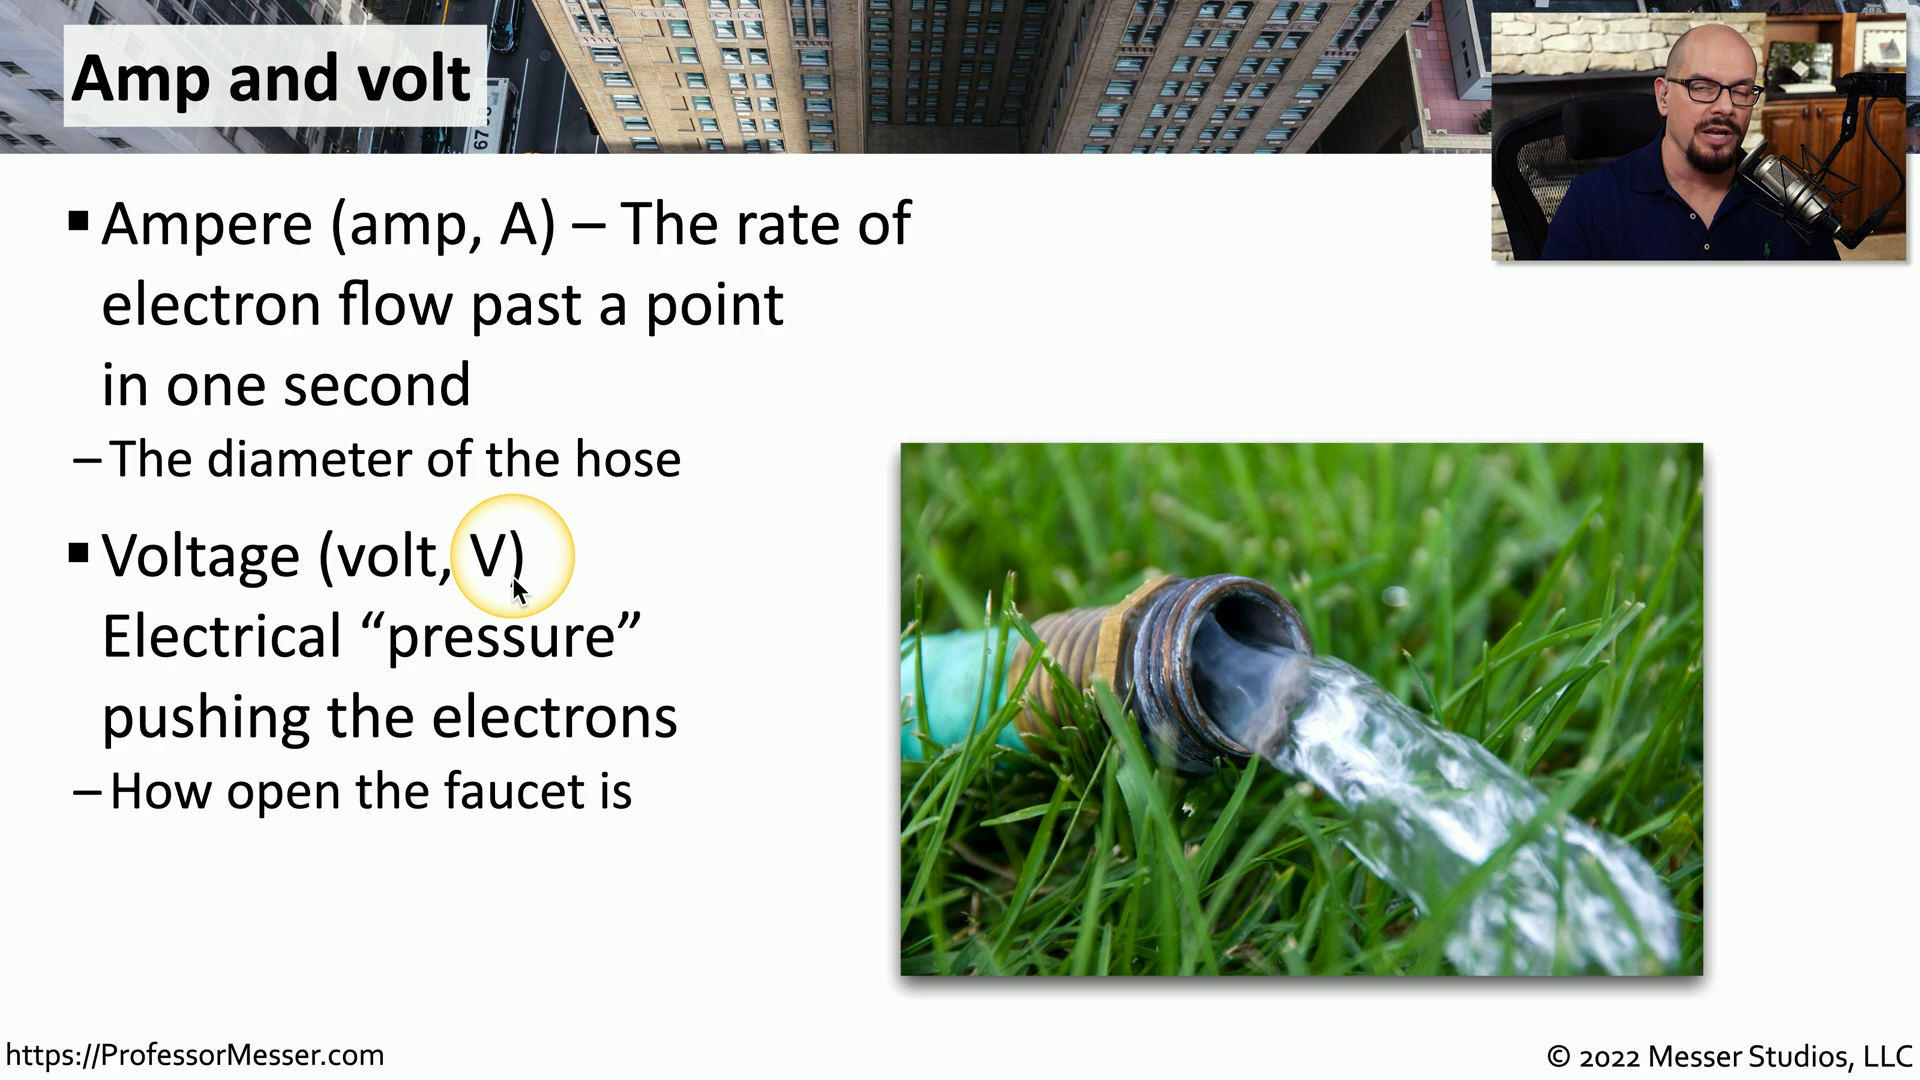 Amp and volt
▪ Ampere (amp, A) – The rate of
electron flow past a point
in one second
– The diameter of the hose
▪ Voltage (volt, V)
Electrical “pressure”
pushing the electrons
– How open the faucet is
https://ProfessorMesser.com
© 2022 Messer Studios, LLC